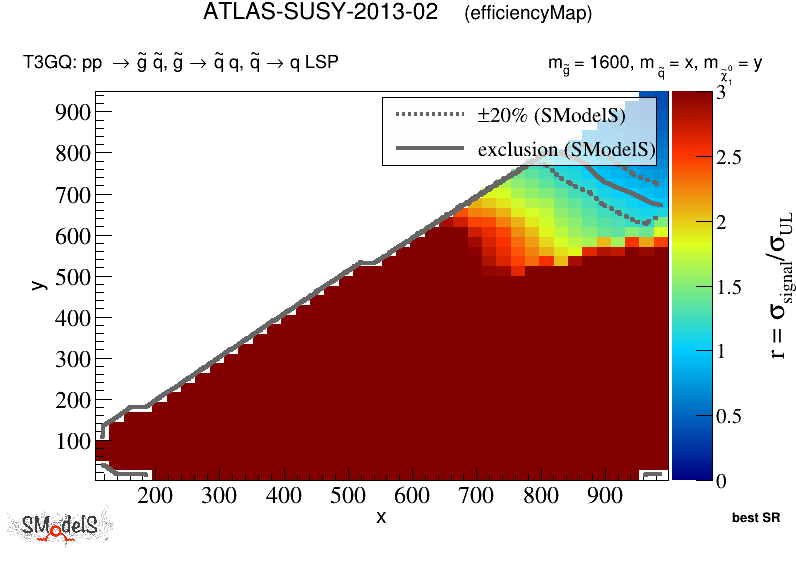 ATLAS-SUSY-2013-02 (efficiencyMap)
T3GQ: pp → g̃ q̃, g̃ → q̃ q, q̃ → q LSP
m_g̃ = 1600, m_q̃ = x, m_χ̃₁⁰ = y
±20% (SModelS)
exclusion (SModelS)
900
800
700
600
500
400
300
200
100
y
200 300 400 500 600 700 800 900
x
3
2.5
2
1.5
1
0.5
0
r = σ_signal/σ_UL
SModelS
best SR